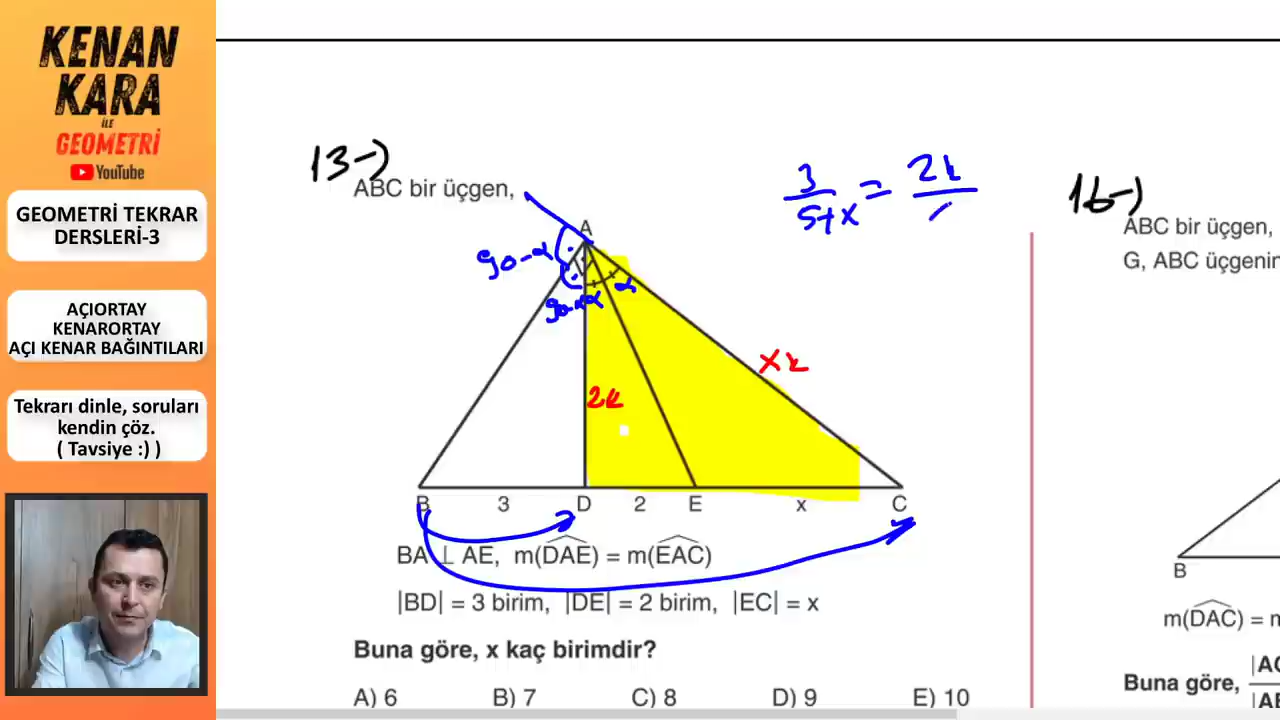 KENAN
KARA
İLE
GEOMETRİ
YouTube
GEOMETRİ TEKRAR
DERSLERİ-3
AÇIORTAY
KENARORTAY
AÇI KENAR BAĞINTILARI
Tekrarı dinle, soruları
kendin çöz.
( Tavsiye :) )
13-)
ABC bir üçgen,
3/5+x = 2k/
A
90-α
90-α
α
α
2k
xk
B 3 D 2 E x C
BA ⊥ AE, m(DAE) = m(EAC)
|BD| = 3 birim, |DE| = 2 birim, |EC| = x
Buna göre, x kaç birimdir?
A) 6 B) 7 C) 8 D) 9 E) 10
16-)
ABC bir üçgen,
G, ABC üçgenin
B
m(DAC) = m
Buna göre, |AC